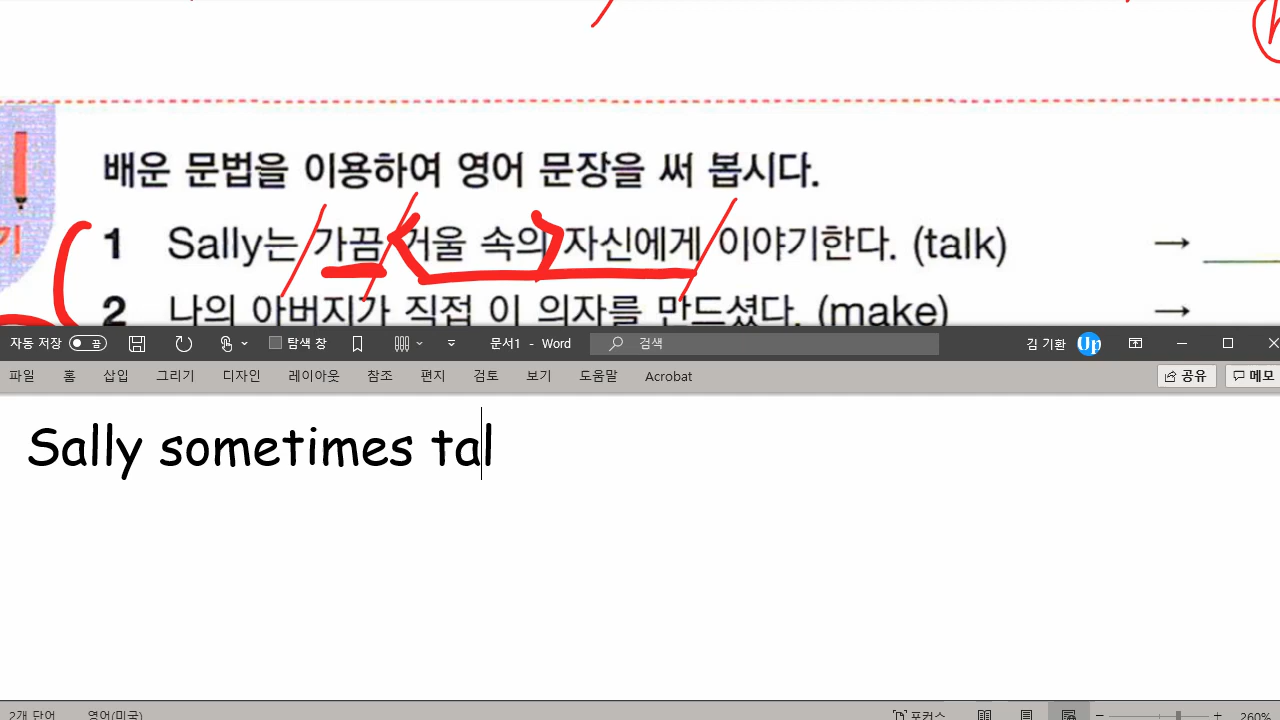 배운 문법을 이용하여 영어 문장을 써 봅시다.
기
1 Sally는 가끔 거울 속의 자신에게 이야기한다. (talk) →
2 나의 아버지가 직접 이 의자를 만드셨다. (make) →
자동 저장 끔 문서1 - Word 검색 김 기환 Up
탐색 창
파일 홈 삽입 그리기 디자인 레이아웃 참조 편지 검토 보기 도움말 Acrobat 공유 메모
Sally sometimes tal
2개 단어 영어(미국) 포커스 260%